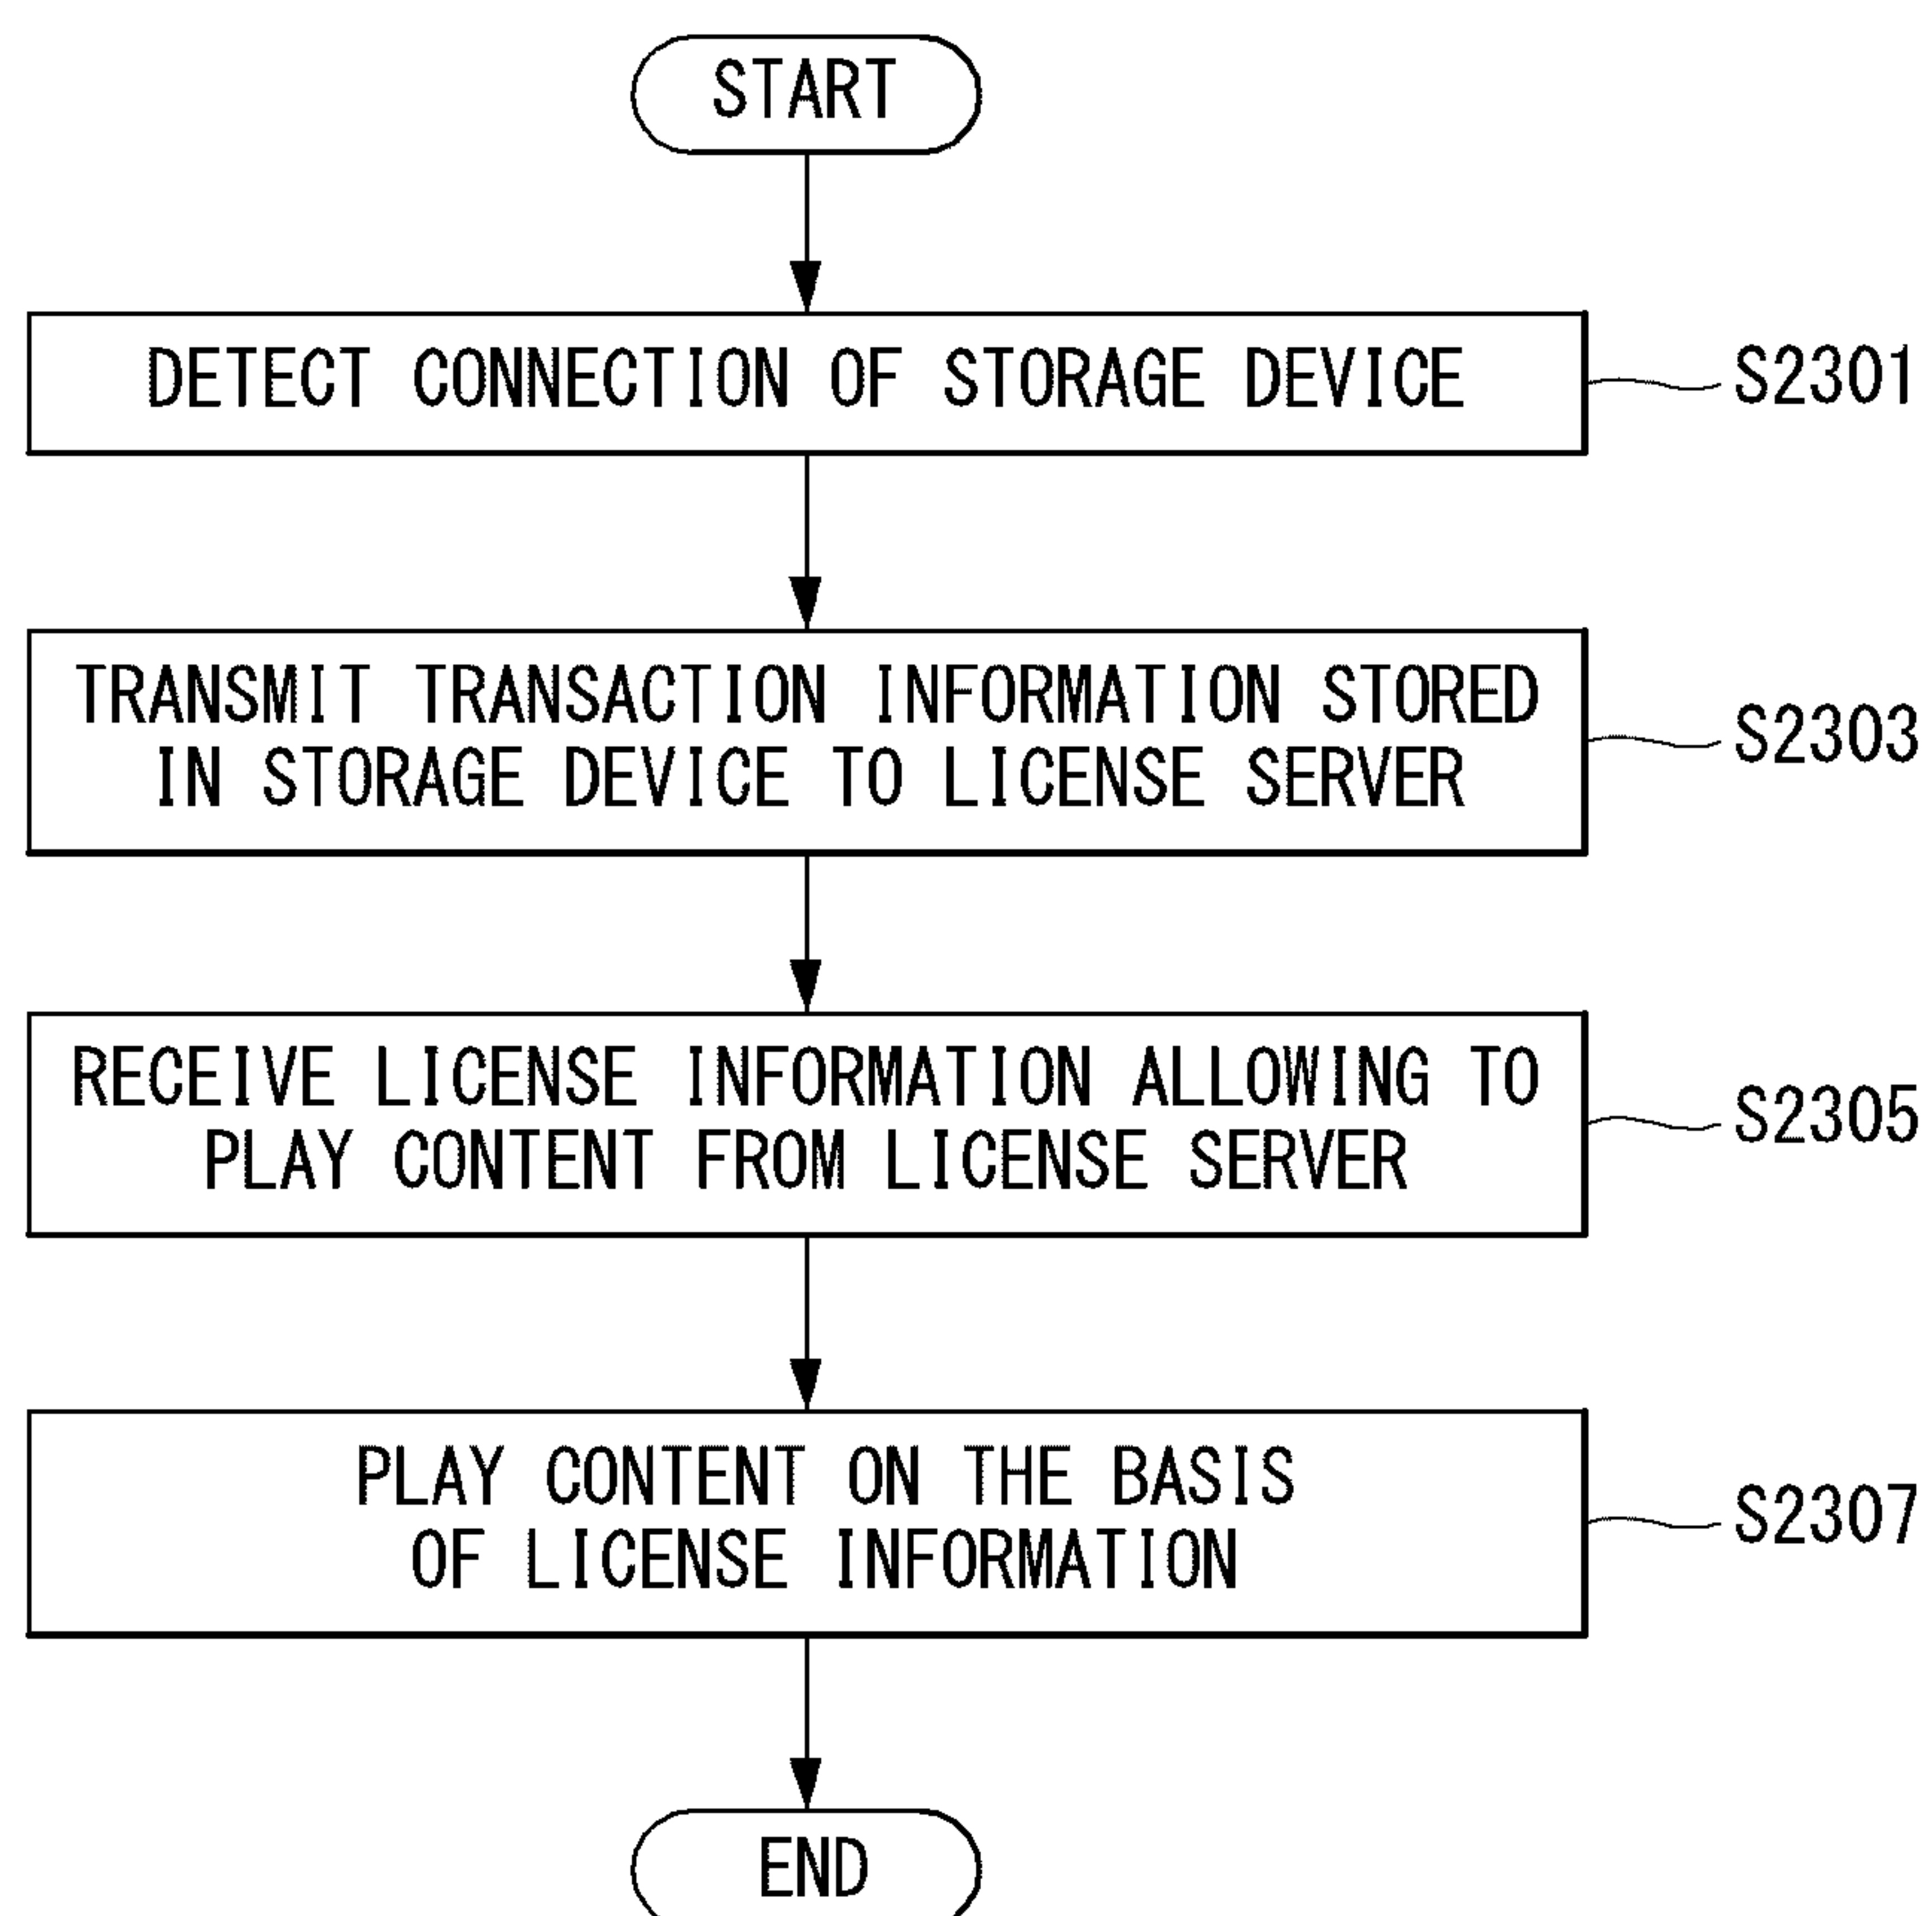 START
DETECT CONNECTION OF STORAGE DEVICE
S2301
TRANSMIT TRANSACTION INFORMATION STORED
IN STORAGE DEVICE TO LICENSE SERVER
S2303
RECEIVE LICENSE INFORMATION ALLOWING TO
PLAY CONTENT FROM LICENSE SERVER
S2305
PLAY CONTENT ON THE BASIS
OF LICENSE INFORMATION
S2307
END